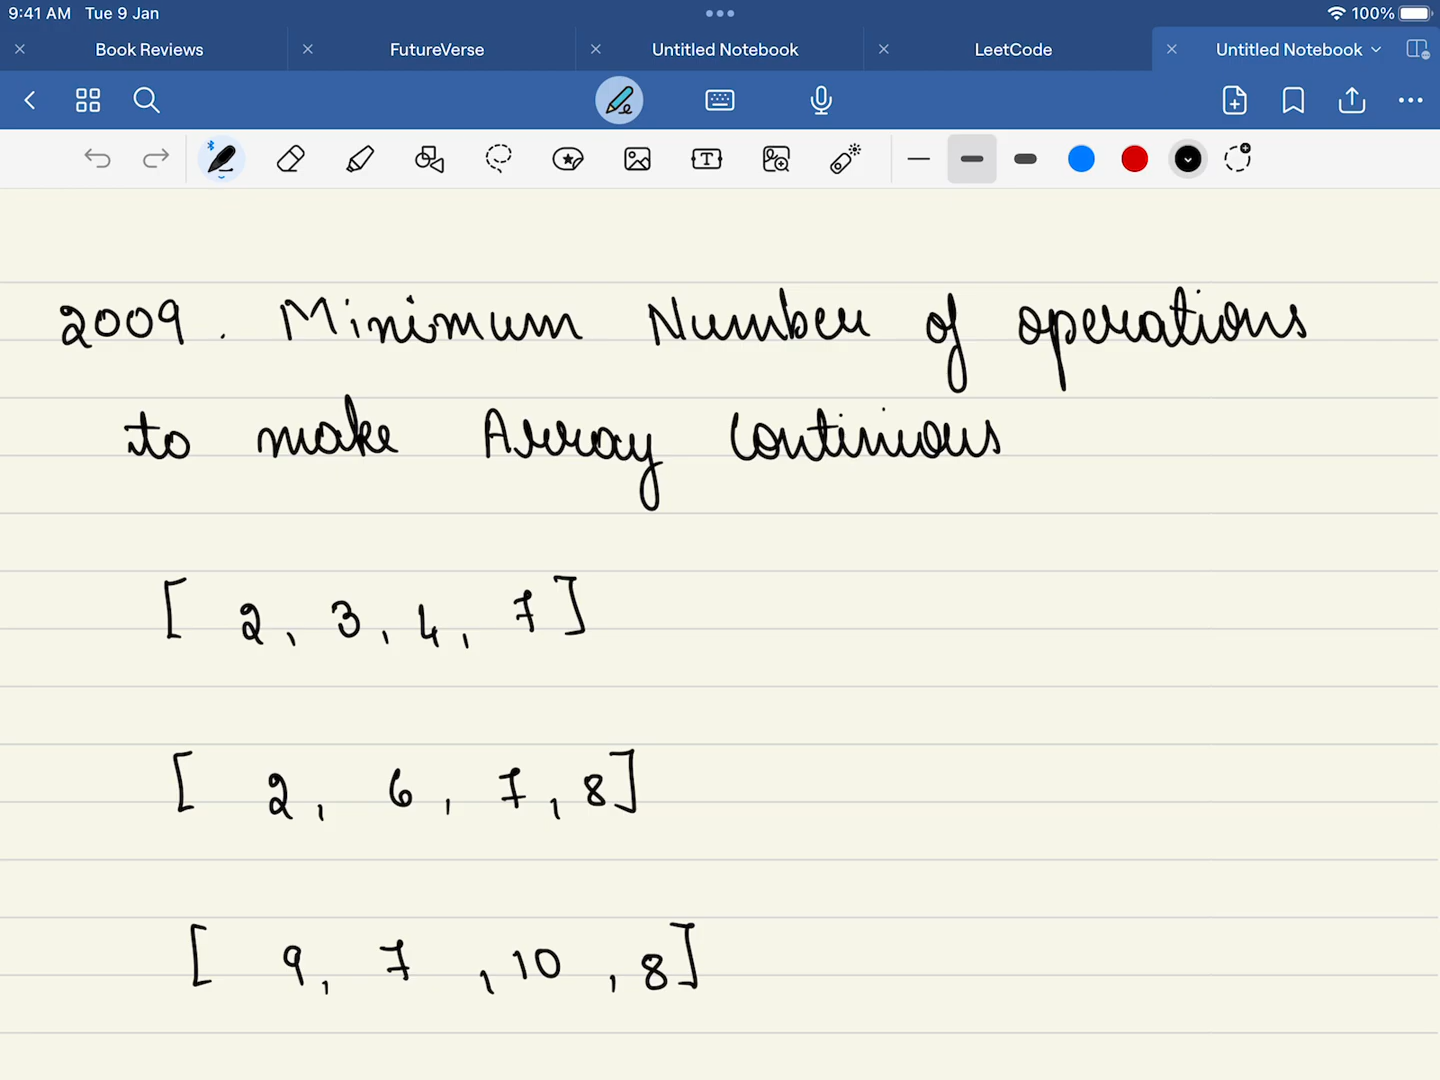 9:41 AM Tue 9 Jan
100%
Book Reviews
FutureVerse
Untitled Notebook
LeetCode
Untitled Notebook
2009. Minimum Number of operations
to make Array Continuous
[ 2, 3, 4, 7]
[ 2, 6, 7, 8]
[ 9, 7, 10, 8]